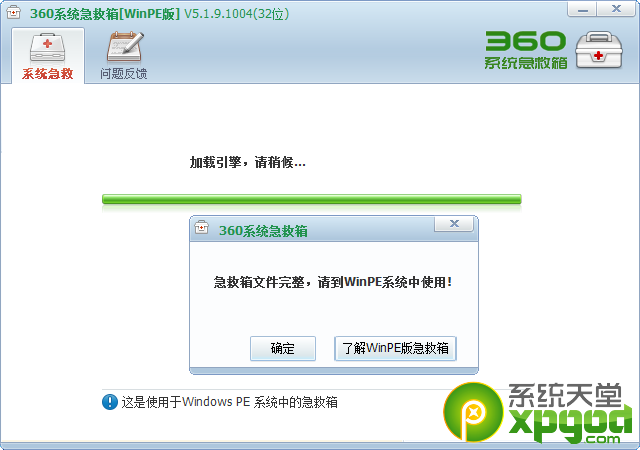 360系统急救箱[WinPE版] V5.1.9.1004(32位)
系统急救
问题反馈
360
系统急救箱
加载引擎，请稍候...
360系统急救箱
急救箱文件完整，请到WinPE系统中使用！
确定
了解WinPE版急救箱
这是使用于Windows PE 系统中的急救箱
系统天堂
xpgod.com